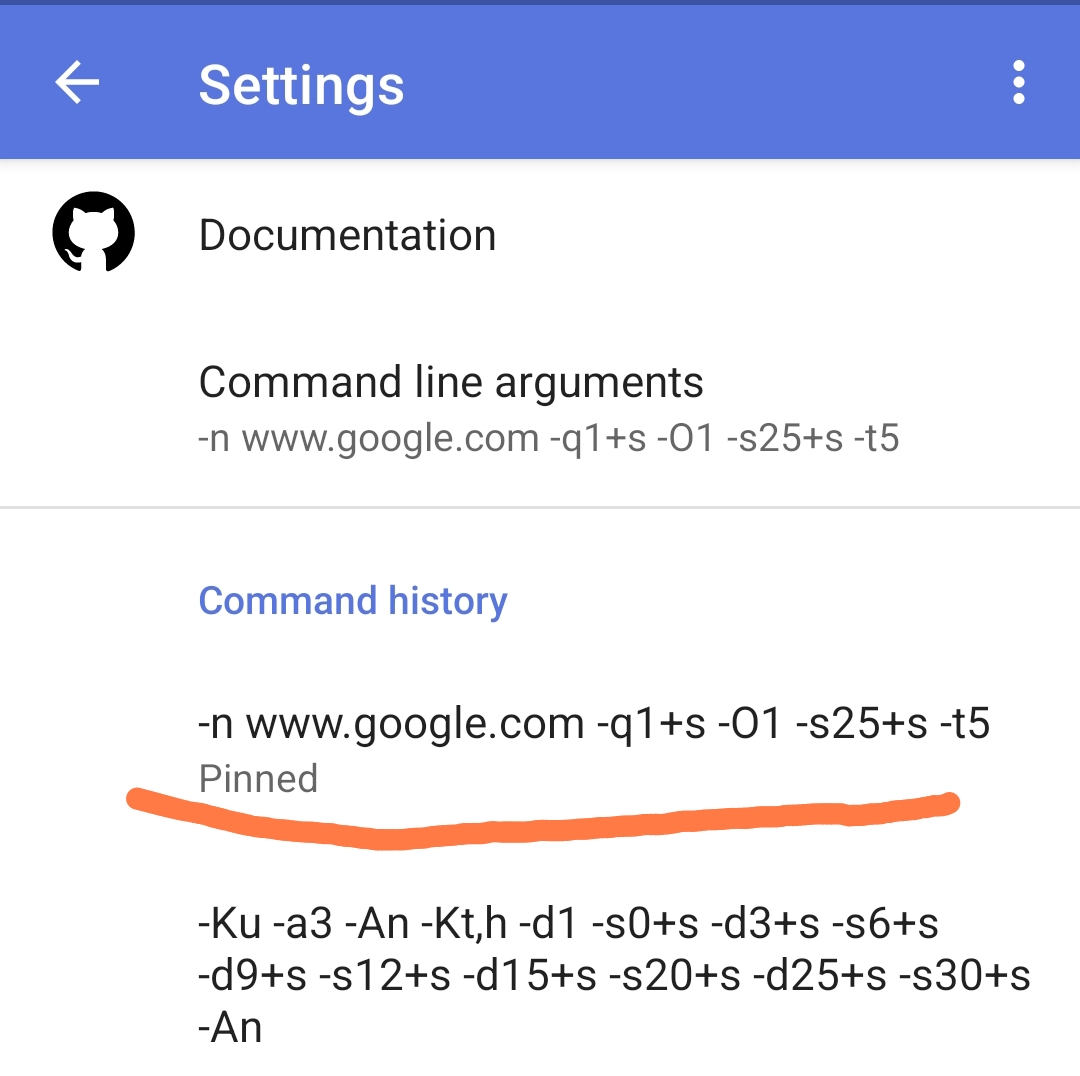 Settings
Documentation
Command line arguments
-n www.google.com -q1+s -O1 -s25+s -t5
Command history
-n www.google.com -q1+s -O1 -s25+s -t5
Pinned
-Ku -a3 -An -Kt,h -d1 -s0+s -d3+s -s6+s
-d9+s -s12+s -d15+s -s20+s -d25+s -s30+s
-An